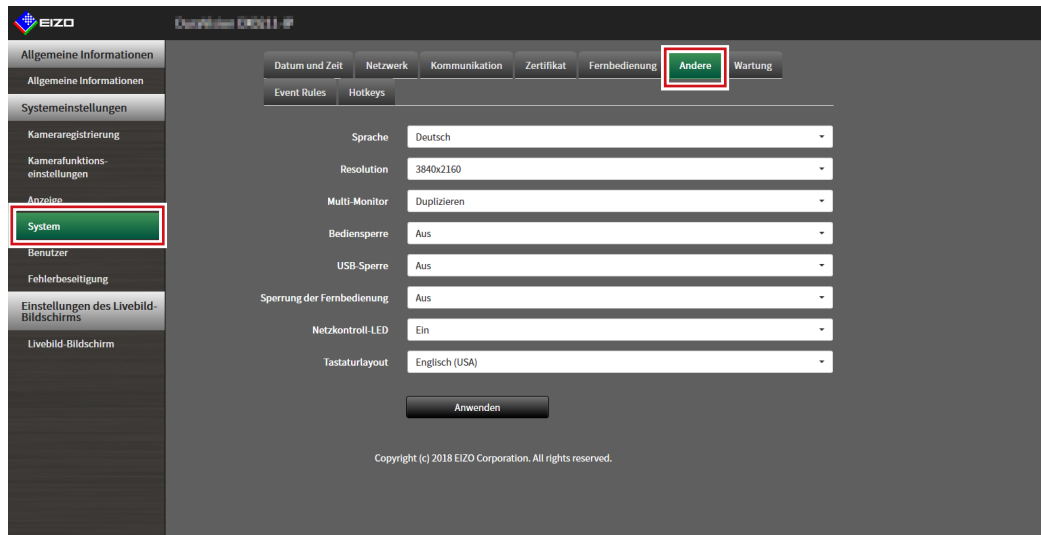 EIZO
Allgemeine Informationen
Allgemeine Informationen
Systemeinstellungen
Kameraregistrierung
Kamerafunktions-
einstellungen
Anzeige
System
Benutzer
Fehlerbeseitigung
Einstellungen des Livebild-
Bildschirms
Livebild-Bildschirm
Datum und Zeit Netzwerk Kommunikation Zertifikat Fernbedienung Andere Wartung
Event Rules Hotkeys
Sprache Deutsch
Resolution 3840x2160
Multi-Monitor Duplizieren
Bediensperre Aus
USB-Sperre Aus
Sperrung der Fernbedienung Aus
Netzkontroll-LED Ein
Tastaturlayout Englisch (USA)
Anwenden
Copyright (c) 2018 EIZO Corporation. All rights reserved.